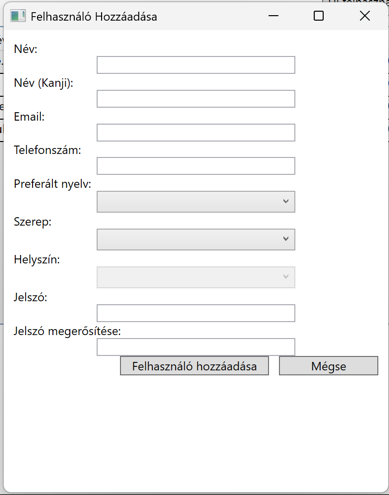 Felhasználó Hozzáadása
Név:
Név (Kanji):
Email:
Telefonszám:
Preferált nyelv:
Szerep:
Helyszín:
Jelszó:
Jelszó megerősítése:
Felhasználó hozzáadása
Mégse